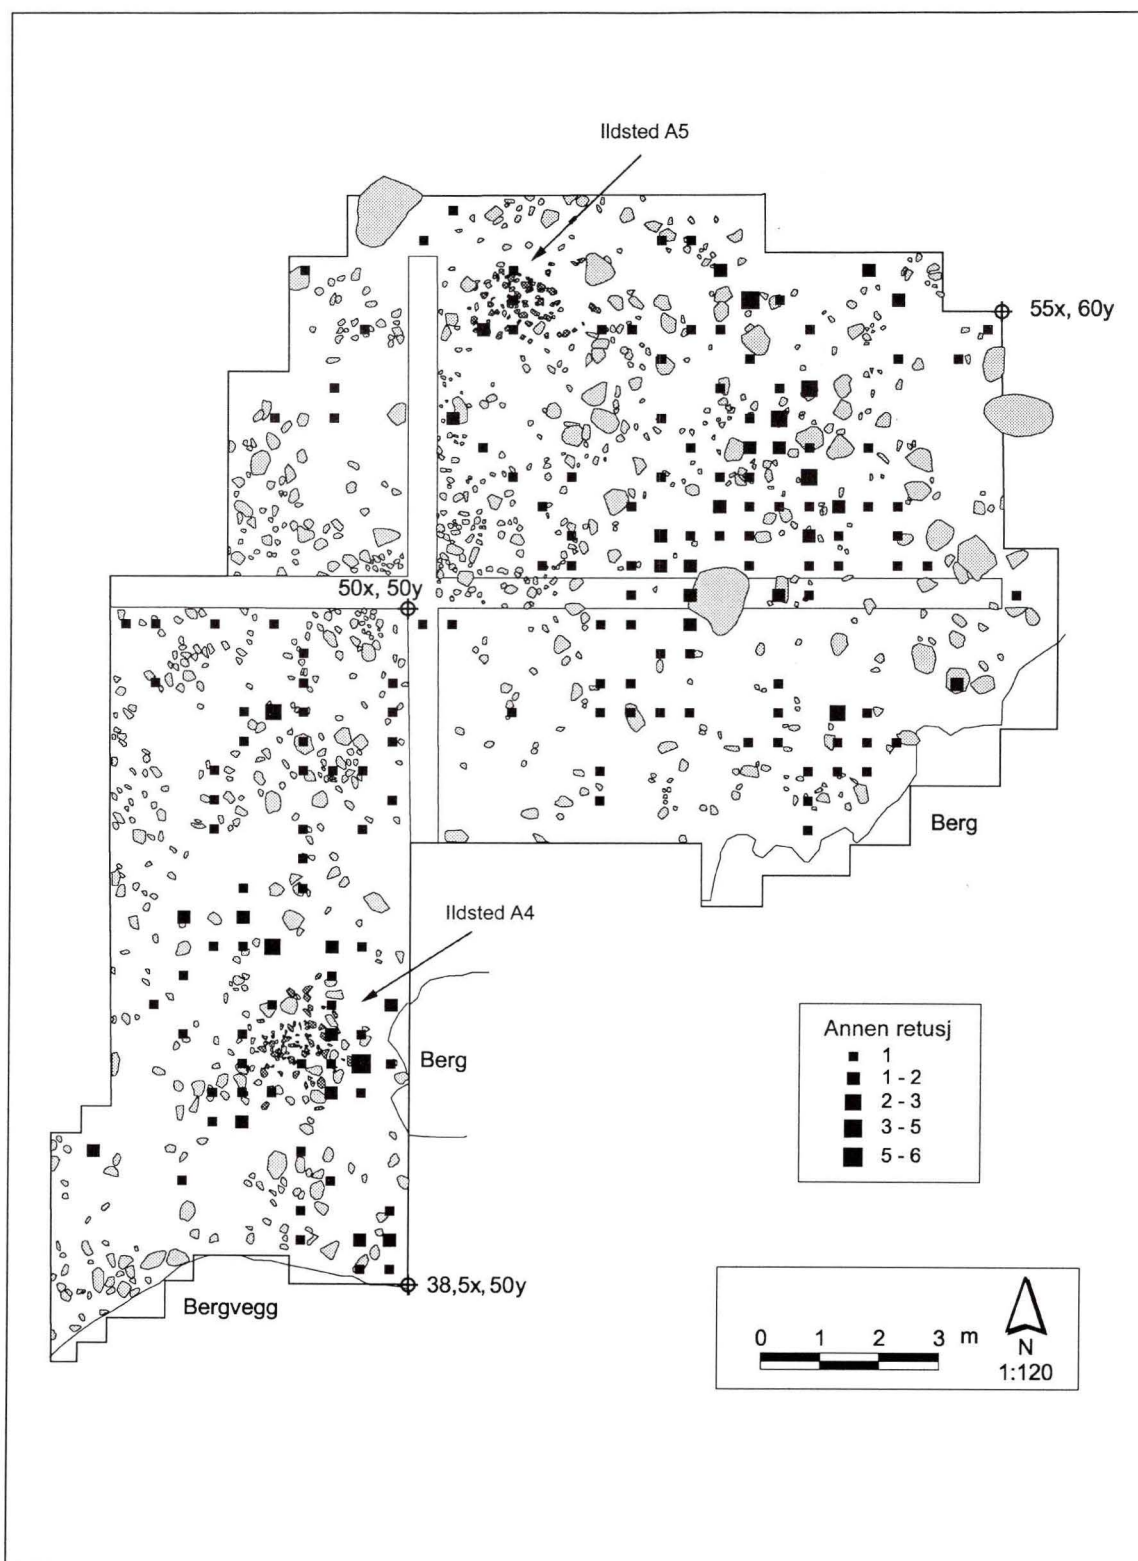 Ildsted A5
55x, 60y
50x, 50y
Berg
Ildsted A4
Berg
Annen retusj
1
1 - 2
2 - 3
3 - 5
5 - 6
38,5x, 50y
Bergvegg
0 1 2 3 m
N
1:120